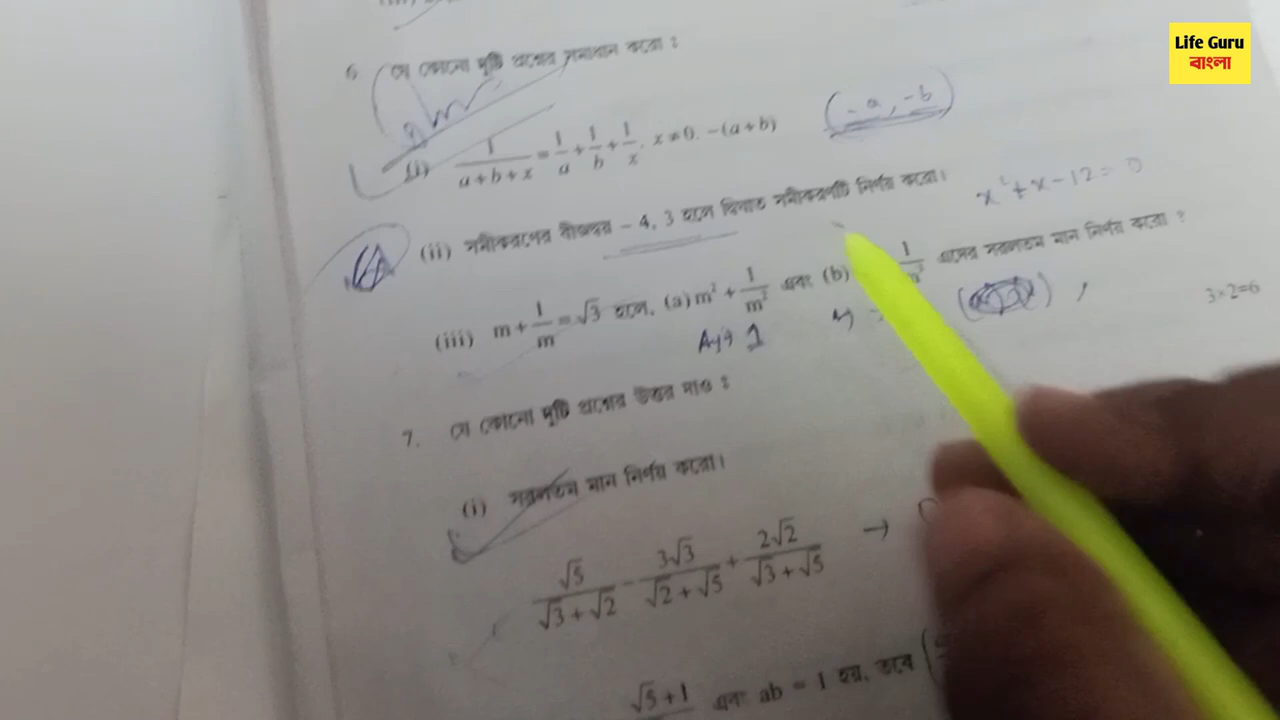 Life Guru
বাংলা
6 যে কোনো দুটি প্রশ্নের সমাধান করো :
(i) 1/(a+b+x) = 1/a + 1/b + 1/x, x ≠ 0, -(a+b) (-a, -b)
(ii) সমীকরণের বীজদ্বয় – 4, 3 হলে দ্বিঘাত সমীকরণটি নির্ণয় করো। x²+x-12=0
(iii) m + 1/m = √3 হলে, (a) m² + 1/m² এবং (b) এদের সরলতম মান নির্ণয় করো ?
1
3×2=6
7. যে কোনো দুটি প্রশ্নের উত্তর দাও :
(i) সরলতম মান নির্ণয় করো।
√5/(√3+√2) - 3√3/(√2+√5) + 2√2/(√3+√5) →
√5+1 এবং ab = 1 হয়, তবে